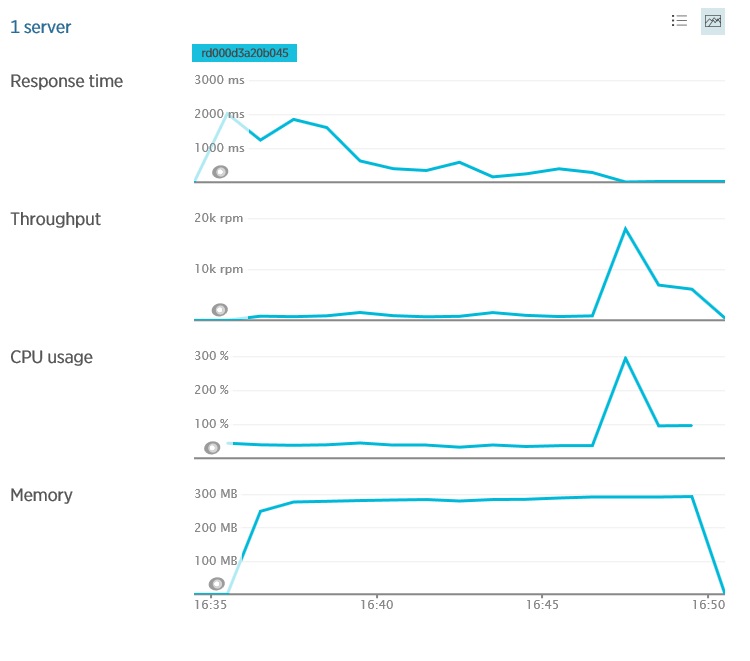 1 server
rd000d3a20b045
Response time
3000 ms
2000 ms
1000 ms
Throughput
20k rpm
10k rpm
CPU usage
300 %
200 %
100 %
Memory
300 MB
200 MB
100 MB
16:35 16:40 16:45 16:50